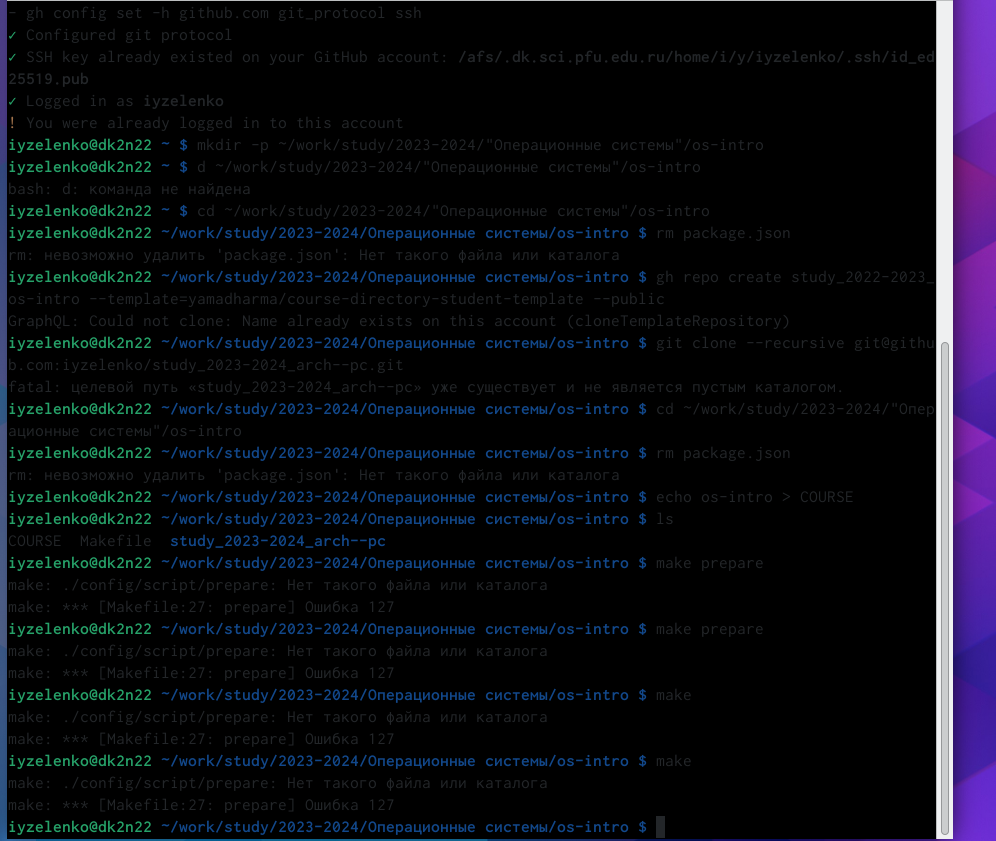 - gh config set -h github.com git_protocol ssh
✓ Configured git protocol
✓ SSH key already existed on your GitHub account: /afs/.dk.sci.pfu.edu.ru/home/i/y/iyzelenko/.ssh/id_ed
25519.pub
✓ Logged in as iyzelenko
! You were already logged in to this account
iyzelenko@dk2n22 ~ $ mkdir -p ~/work/study/2023-2024/"Операционные системы"/os-intro
iyzelenko@dk2n22 ~ $ d ~/work/study/2023-2024/"Операционные системы"/os-intro
bash: d: команда не найдена
iyzelenko@dk2n22 ~ $ cd ~/work/study/2023-2024/"Операционные системы"/os-intro
iyzelenko@dk2n22 ~/work/study/2023-2024/Операционные системы/os-intro $ rm package.json
rm: невозможно удалить 'package.json': Нет такого файла или каталога
iyzelenko@dk2n22 ~/work/study/2023-2024/Операционные системы/os-intro $ gh repo create study_2022-2023_
os-intro --template=yamadharma/course-directory-student-template --public
GraphQL: Could not clone: Name already exists on this account (cloneTemplateRepository)
iyzelenko@dk2n22 ~/work/study/2023-2024/Операционные системы/os-intro $ git clone --recursive git@githu
b.com:iyzelenko/study_2023-2024_arch--pc.git
fatal: целевой путь «study_2023-2024_arch--pc» уже существует и не является пустым каталогом.
iyzelenko@dk2n22 ~/work/study/2023-2024/Операционные системы/os-intro $ cd ~/work/study/2023-2024/"Опер
ационные системы"/os-intro
iyzelenko@dk2n22 ~/work/study/2023-2024/Операционные системы/os-intro $ rm package.json
rm: невозможно удалить 'package.json': Нет такого файла или каталога
iyzelenko@dk2n22 ~/work/study/2023-2024/Операционные системы/os-intro $ echo os-intro > COURSE
iyzelenko@dk2n22 ~/work/study/2023-2024/Операционные системы/os-intro $ ls
COURSE  Makefile  study_2023-2024_arch--pc
iyzelenko@dk2n22 ~/work/study/2023-2024/Операционные системы/os-intro $ make prepare
make: ./config/script/prepare: Нет такого файла или каталога
make: *** [Makefile:27: prepare] Ошибка 127
iyzelenko@dk2n22 ~/work/study/2023-2024/Операционные системы/os-intro $ make prepare
make: ./config/script/prepare: Нет такого файла или каталога
make: *** [Makefile:27: prepare] Ошибка 127
iyzelenko@dk2n22 ~/work/study/2023-2024/Операционные системы/os-intro $ make
make: ./config/script/prepare: Нет такого файла или каталога
make: *** [Makefile:27: prepare] Ошибка 127
iyzelenko@dk2n22 ~/work/study/2023-2024/Операционные системы/os-intro $ make
make: ./config/script/prepare: Нет такого файла или каталога
make: *** [Makefile:27: prepare] Ошибка 127
iyzelenko@dk2n22 ~/work/study/2023-2024/Операционные системы/os-intro $